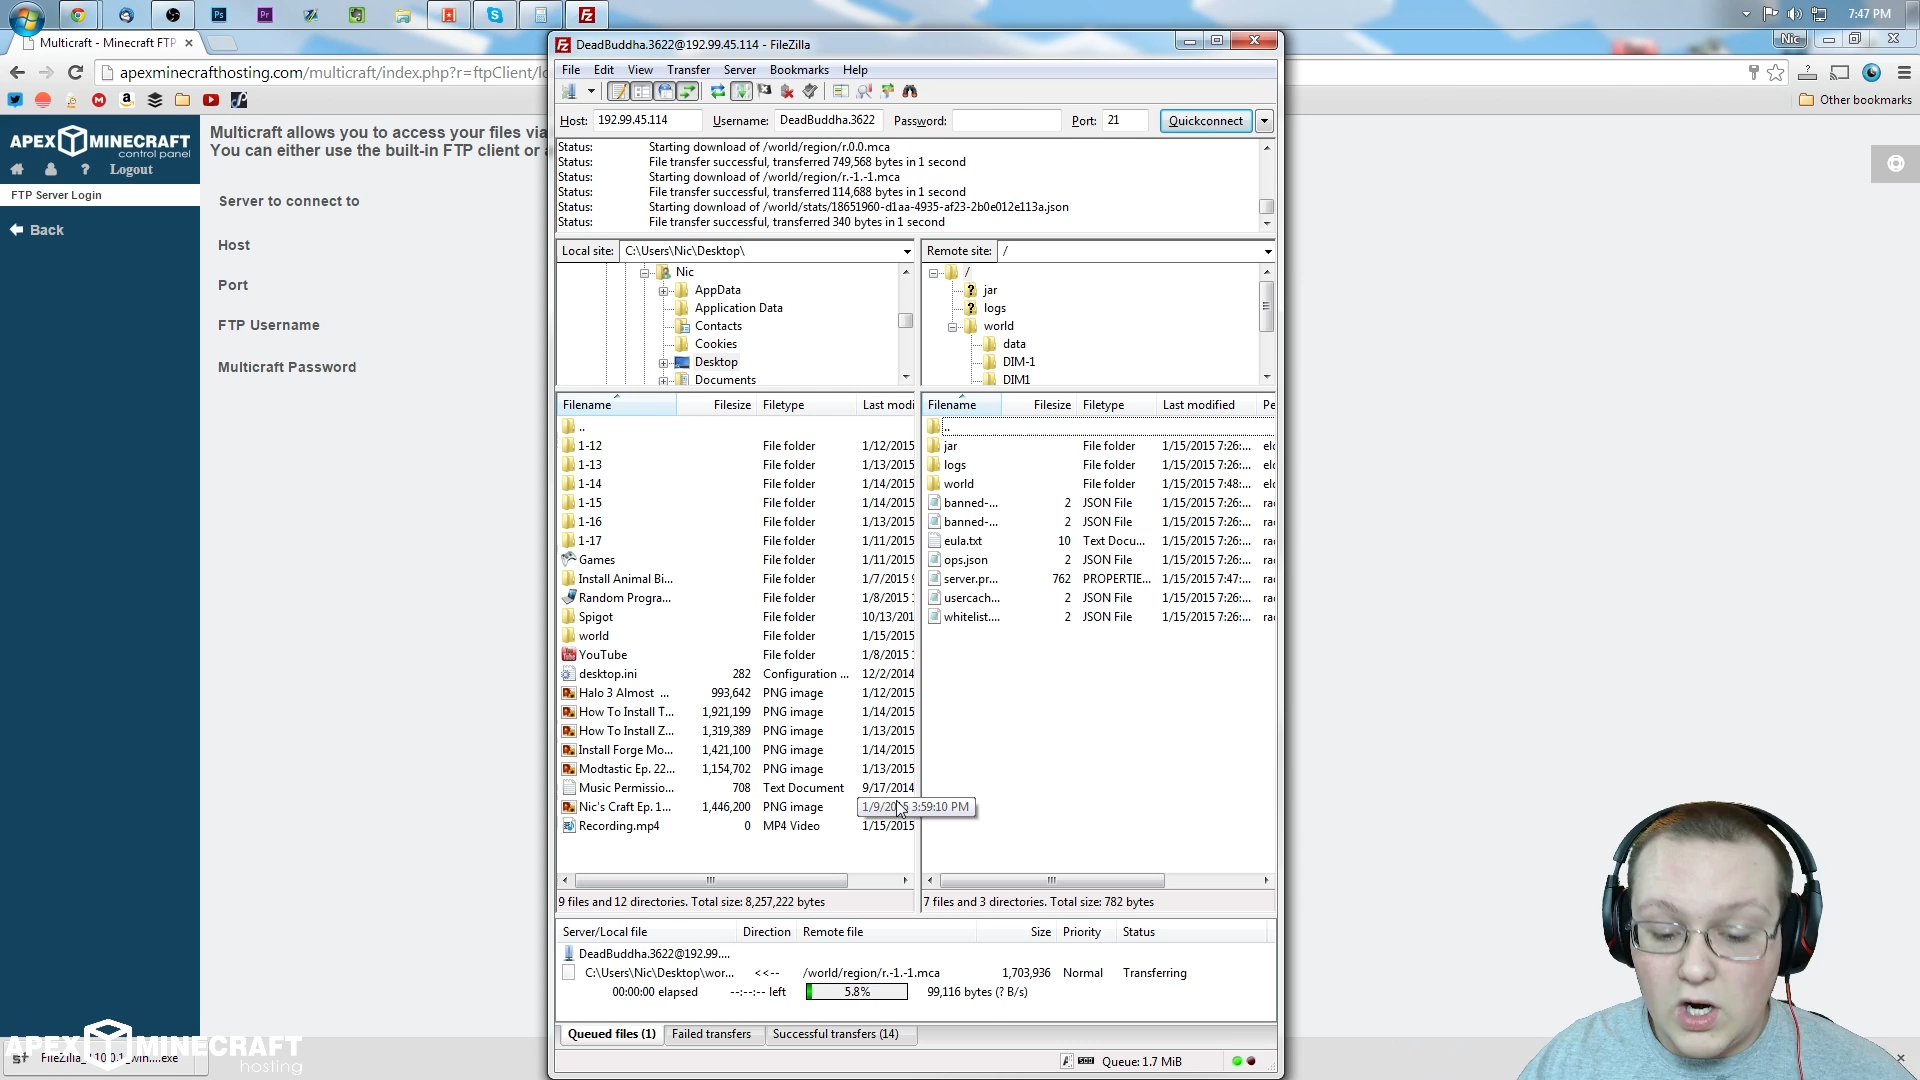 7:47 PM
Multicraft - Minecraft FTP
Nic
apexminecrafthosting.com/multicraft/index.php?r=ftpClient/lo
Other bookmarks
APEX MINECRAFT
control panel
Logout
FTP Server Login
Back
Multicraft allows you to access your files via
You can either use the built-in FTP client or a
Server to connect to
Host
Port
FTP Username
Multicraft Password
DeadBuddha.3622@192.99.45.114 - FileZilla
File Edit View Transfer Server Bookmarks Help
Host: 192.99.45.114 Username: DeadBuddha.3622 Password: Port: 21 Quickconnect
Status: Starting download of /world/region/r.0.0.mca
Status: File transfer successful, transferred 749,568 bytes in 1 second
Status: Starting download of /world/region/r.-1.-1.mca
Status: File transfer successful, transferred 114,688 bytes in 1 second
Status: Starting download of /world/stats/18651960-d1aa-4935-af23-2b0e012e113a.json
Status: File transfer successful, transferred 340 bytes in 1 second
Local site: C:\Users\Nic\Desktop\
Nic
AppData
Application Data
Contacts
Cookies
Desktop
Documents
Remote site: /
/
jar
logs
world
data
DIM-1
DIM1
Filename Filesize Filetype Last modi
..
1-12 File folder 1/12/2015
1-13 File folder 1/13/2015
1-14 File folder 1/14/2015
1-15 File folder 1/14/2015
1-16 File folder 1/13/2015
1-17 File folder 1/11/2015
Games File folder 1/11/2015
Install Animal Bi... File folder 1/7/2015
Random Progra... File folder 1/8/2015
Spigot File folder 10/13/201
world File folder 1/15/2015
YouTube File folder 1/8/2015
desktop.ini 282 Configuration ... 12/2/2014
Halo 3 Almost ... 993,642 PNG image 1/12/2015
How To Install T... 1,921,199 PNG image 1/14/2015
How To Install Z... 1,319,389 PNG image 1/13/2015
Install Forge Mo... 1,421,100 PNG image 1/14/2015
Modtastic Ep. 22... 1,154,702 PNG image 1/13/2015
Music Permissio... 708 Text Document 9/17/2014
Nic's Craft Ep. 1... 1,446,200 PNG image 3:59:10 PM
Recording.mp4 0 MP4 Video 1/15/2015
9 files and 12 directories. Total size: 8,257,222 bytes
Filename Filesize Filetype Last modified Pe
..
jar File folder 1/15/2015 7:26:... elo
logs File folder 1/15/2015 7:26:... elo
world File folder 1/15/2015 7:48:... elo
banned-... 2 JSON File 1/15/2015 7:26:... rac
banned-... 2 JSON File 1/15/2015 7:26:... rac
eula.txt 10 Text Docu... 1/15/2015 7:26:... rac
ops.json 2 JSON File 1/15/2015 7:26:... rac
server.pr... 762 PROPERTIE... 1/15/2015 7:47:... rac
usercach... 2 JSON File 1/15/2015 7:26:... rac
whitelist.... 2 JSON File 1/15/2015 7:26:... rac
7 files and 3 directories. Total size: 782 bytes
Server/Local file Direction Remote file Size Priority Status
DeadBuddha.3622@192.99....
C:\Users\Nic\Desktop\wor... <<-- /world/region/r.-1.-1.mca 1,703,936 Normal Transferring
00:00:00 elapsed --:--:-- left 5.8% 99,116 bytes (? B/s)
Queued files (1) Failed transfers Successful transfers (14)
Queue: 1.7 MiB
APEX MINECRAFT
hosting